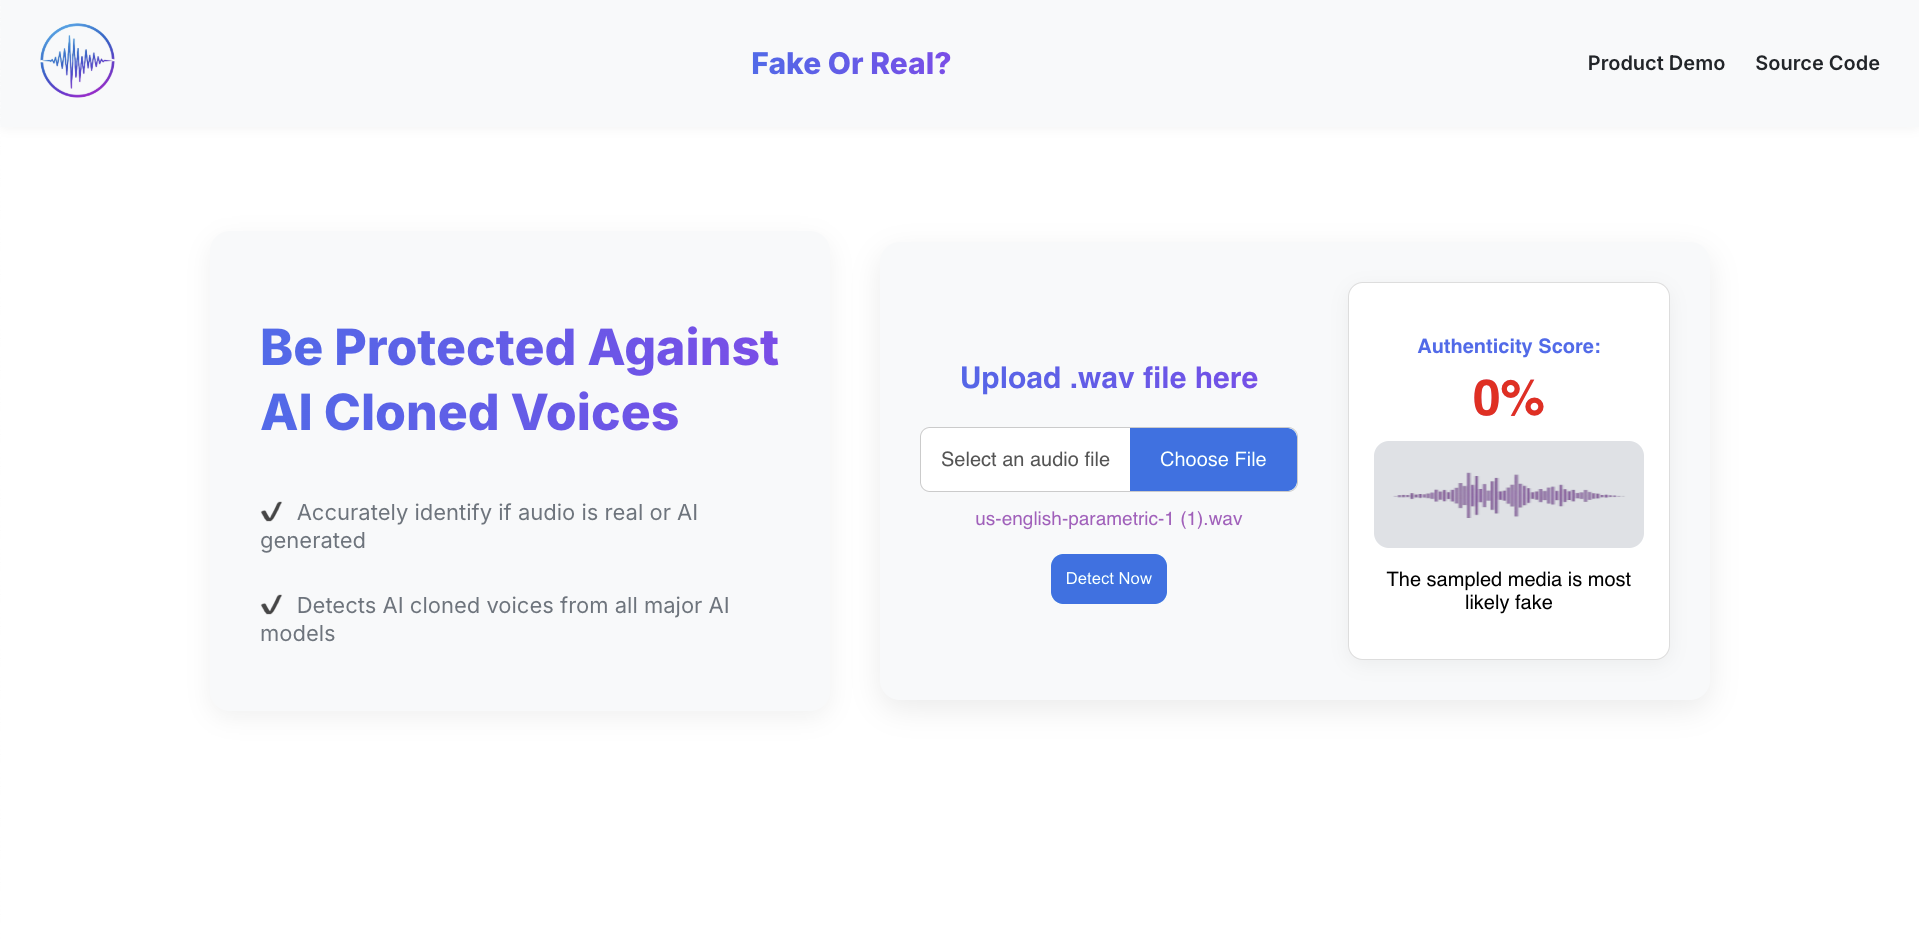 Fake Or Real?
Product Demo
Source Code
Be Protected Against
AI Cloned Voices
✔ Accurately identify if audio is real or AI
generated
✔ Detects AI cloned voices from all major AI
models
Upload .wav file here
Select an audio file
Choose File
us-english-parametric-1 (1).wav
Detect Now
Authenticity Score:
0%
The sampled media is most
likely fake